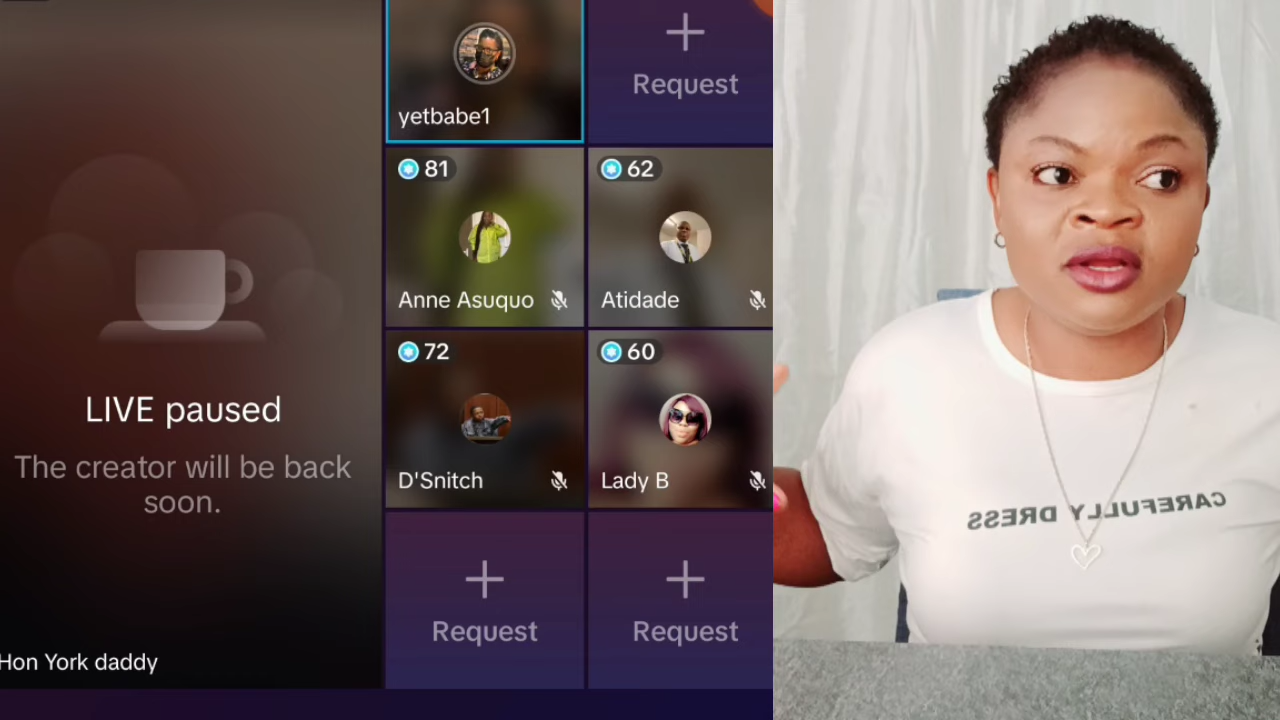 yetbabe1
Request
81
62
Anne Asuquo
Atidade
72
60
LIVE paused
The creator will be back
soon.
D'Snitch
Lady B
Request
Request
Hon York daddy
CAREFULLY DRESS